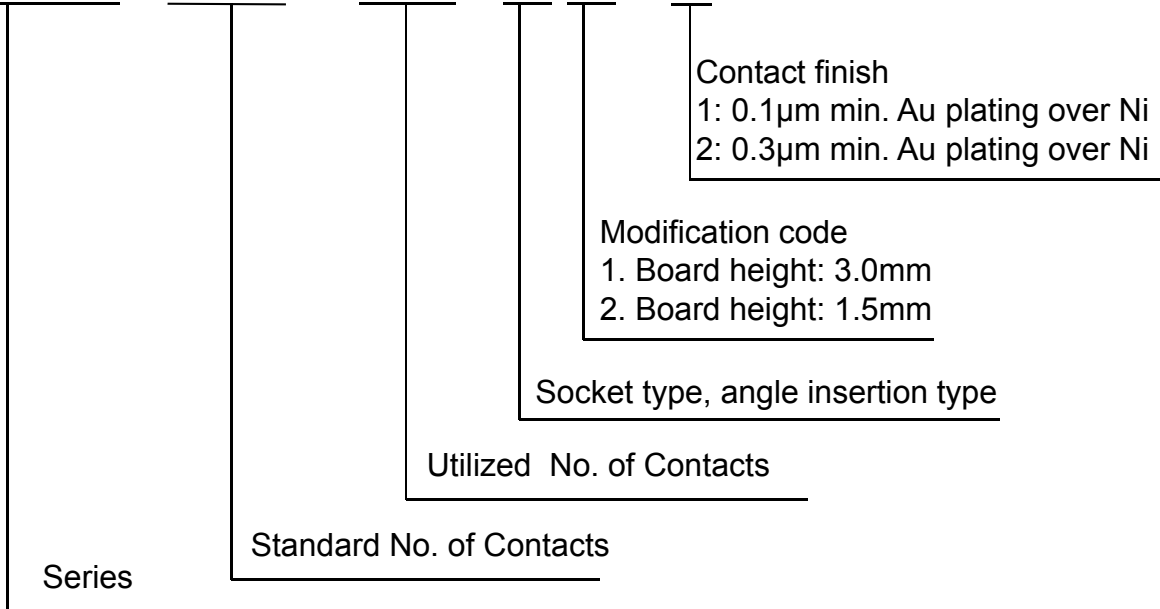 Contact finish
1: 0.1µm min. Au plating over Ni
2: 0.3µm min. Au plating over Ni
Modification code
1. Board height: 3.0mm
2. Board height: 1.5mm
Socket type, angle insertion type
Utilized No. of Contacts
Standard No. of Contacts
Series